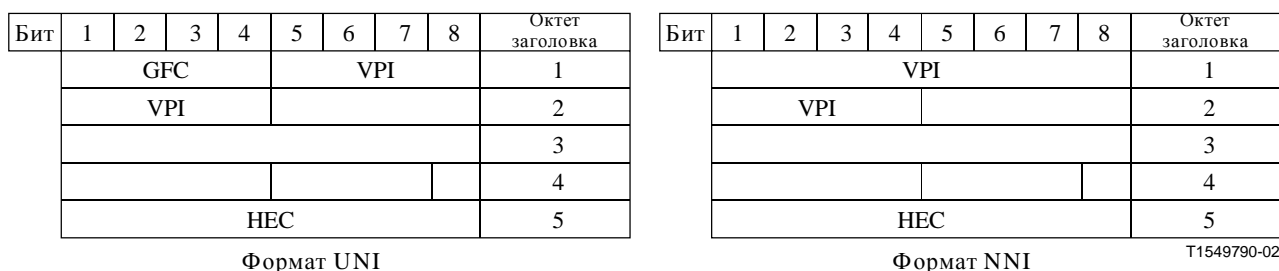 Бит 1 2 3 4 5 6 7 8 Октет заголовка
GFC VPI 1
VPI 2
3
4
HEC 5
Формат UNI
Бит 1 2 3 4 5 6 7 8 Октет заголовка
VPI 1
VPI 2
3
4
HEC 5
Формат NNI
T1549790-02